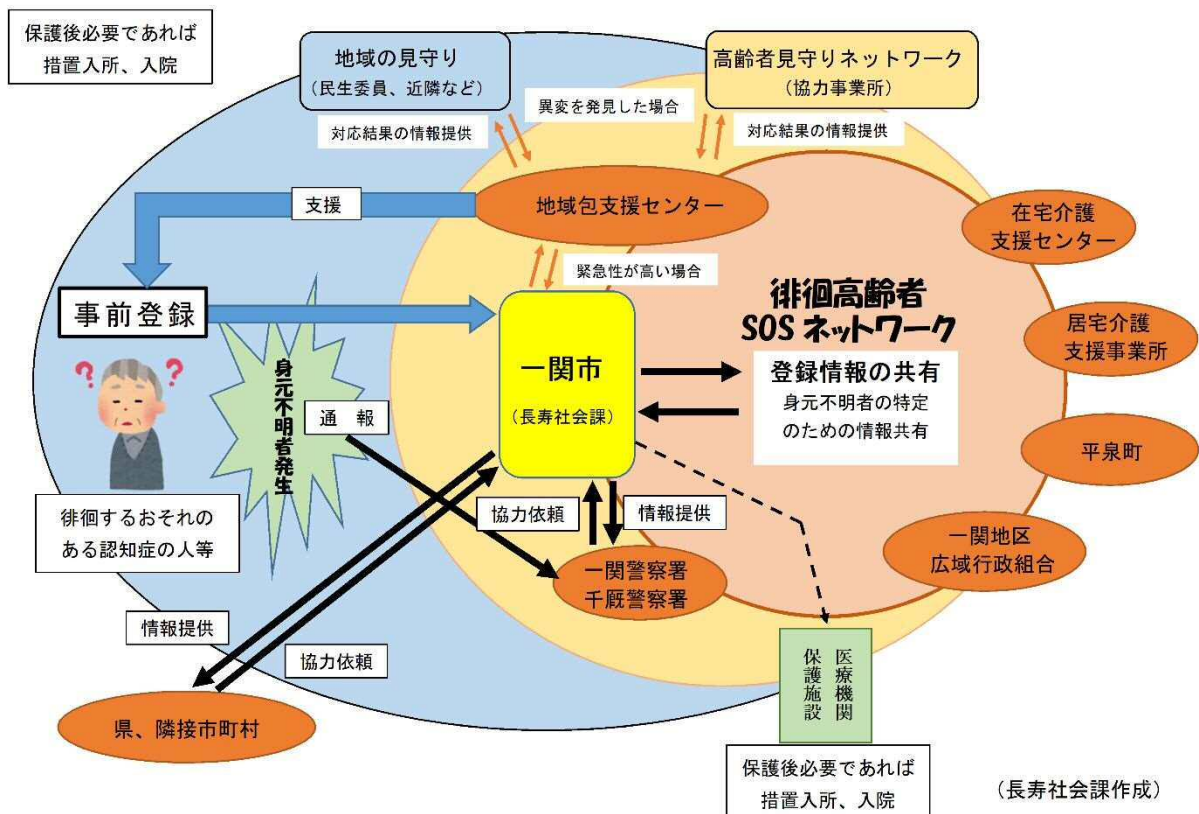 保護後必要であれば
措置入所、入院
地域の見守り
(民生委員、近隣など)
高齢者見守りネットワーク
(協力事業所)
対応結果の情報提供
異変を発見した場合
対応結果の情報提供
支援
地域包支援センター
在宅介護
支援センター
緊急性が高い場合
事前登録
徘徊高齢者
SOSネットワーク
居宅介護
支援事業所
一関市
(長寿社会課)
登録情報の共有
身元不明者の特定
のための情報共有
身元不明者発生
通 報
平泉町
協力依頼
情報提供
徘徊するおそれの
ある認知症の人等
一関地区
広域行政組合
一関警察署
千厩警察署
情報提供
協力依頼
医療機関
保護施設
県、隣接市町村
保護後必要であれば
措置入所、入院
(長寿社会課作成)